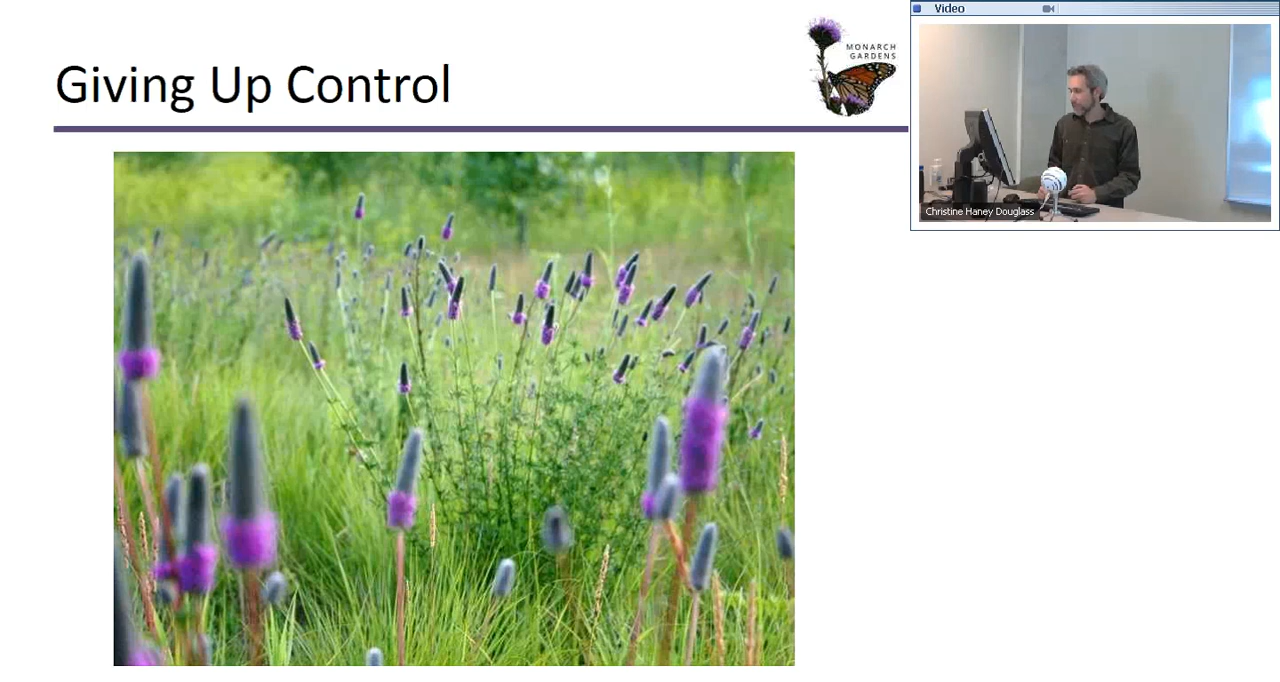 Giving Up Control
MONARCH
GARDENS
Video
Christine Haney Douglass